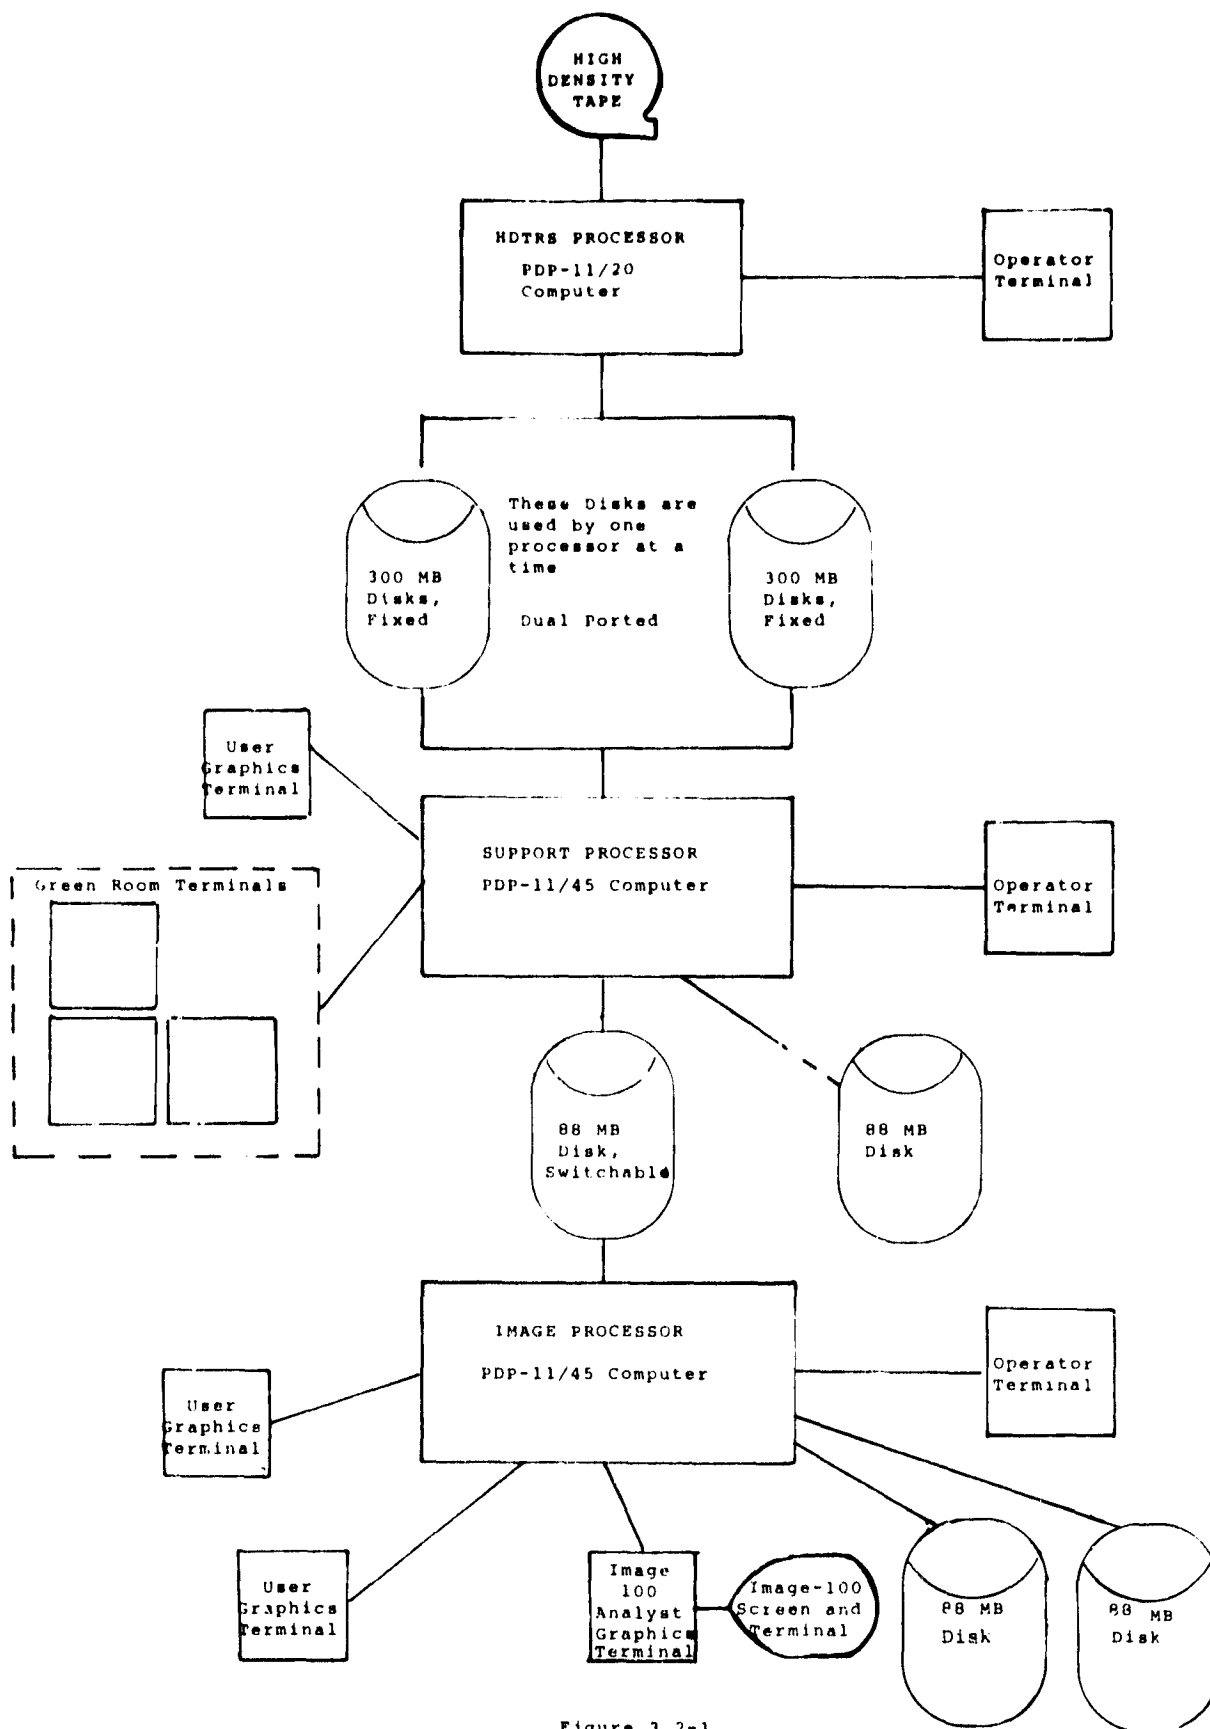 HIGH
DENSITY
TAPE
HDTRS PROCESSOR
PDP-11/20
Computer
Operator
Terminal
These Disks are
used by one
processor at a
time
Dual Ported
300 MB
Disks,
Fixed
300 MB
Disks,
Fixed
User
Graphics
Terminal
SUPPORT PROCESSOR
PDP-11/45 Computer
Operator
Terminal
Green Room Terminals
88 MB
Disk,
Switchable
88 MB
Disk
IMAGE PROCESSOR
PDP-11/45 Computer
Operator
Terminal
User
Graphics
Terminal
User
Graphics
Terminal
Image
100
Analyst
Graphics
Terminal
Image-100
Screen and
Terminal
88 MB
Disk
88 MB
Disk
Figure 3.2-1